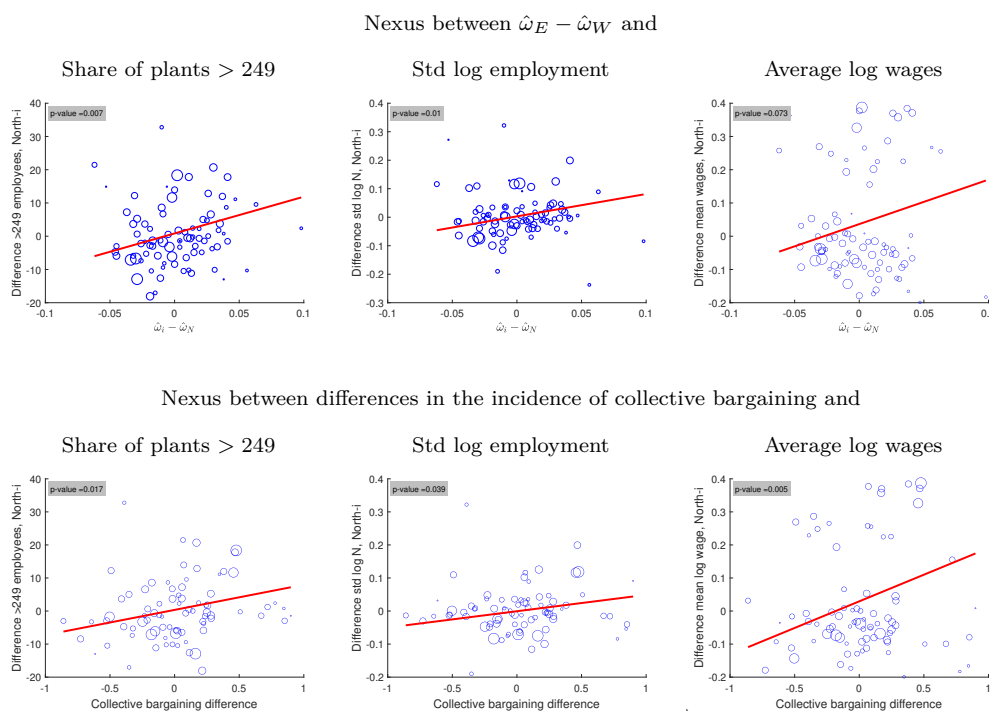 Nexus between ω̂_E − ω̂_W and
Share of plants > 249
Std log employment
Average log wages
p-value =0.007
Difference >249 employees, North-i
40
30
20
10
0
-10
-20
-0.1
-0.05
0
0.05
0.1
ω̂_i − ω̂_N
p-value =0.01
Difference std log N, North-i
0.4
0.3
0.2
0.1
0
-0.1
-0.2
-0.3
-0.1
-0.05
0
0.05
0.1
ω̂_i − ω̂_N
p-value =0.073
Difference mean wages, North-i
0.4
0.3
0.2
0.1
0
-0.1
-0.2
-0.1
-0.05
0
0.05
0.1
ω̂_i − ω̂_N
Nexus between differences in the incidence of collective bargaining and
Share of plants > 249
Std log employment
Average log wages
p-value =0.017
Difference >249 employees, North-i
40
30
20
10
0
-10
-20
-1
-0.5
0
0.5
1
Collective bargaining difference
p-value =0.039
Difference std log N, North-i
0.4
0.3
0.2
0.1
0
-0.1
-0.2
-1
-0.5
0
0.5
1
Collective bargaining difference
p-value =0.005
Difference mean log wage, North-i
0.4
0.3
0.2
0.1
0
-0.1
-0.2
-1
-0.5
0
0.5
1
Collective bargaining difference